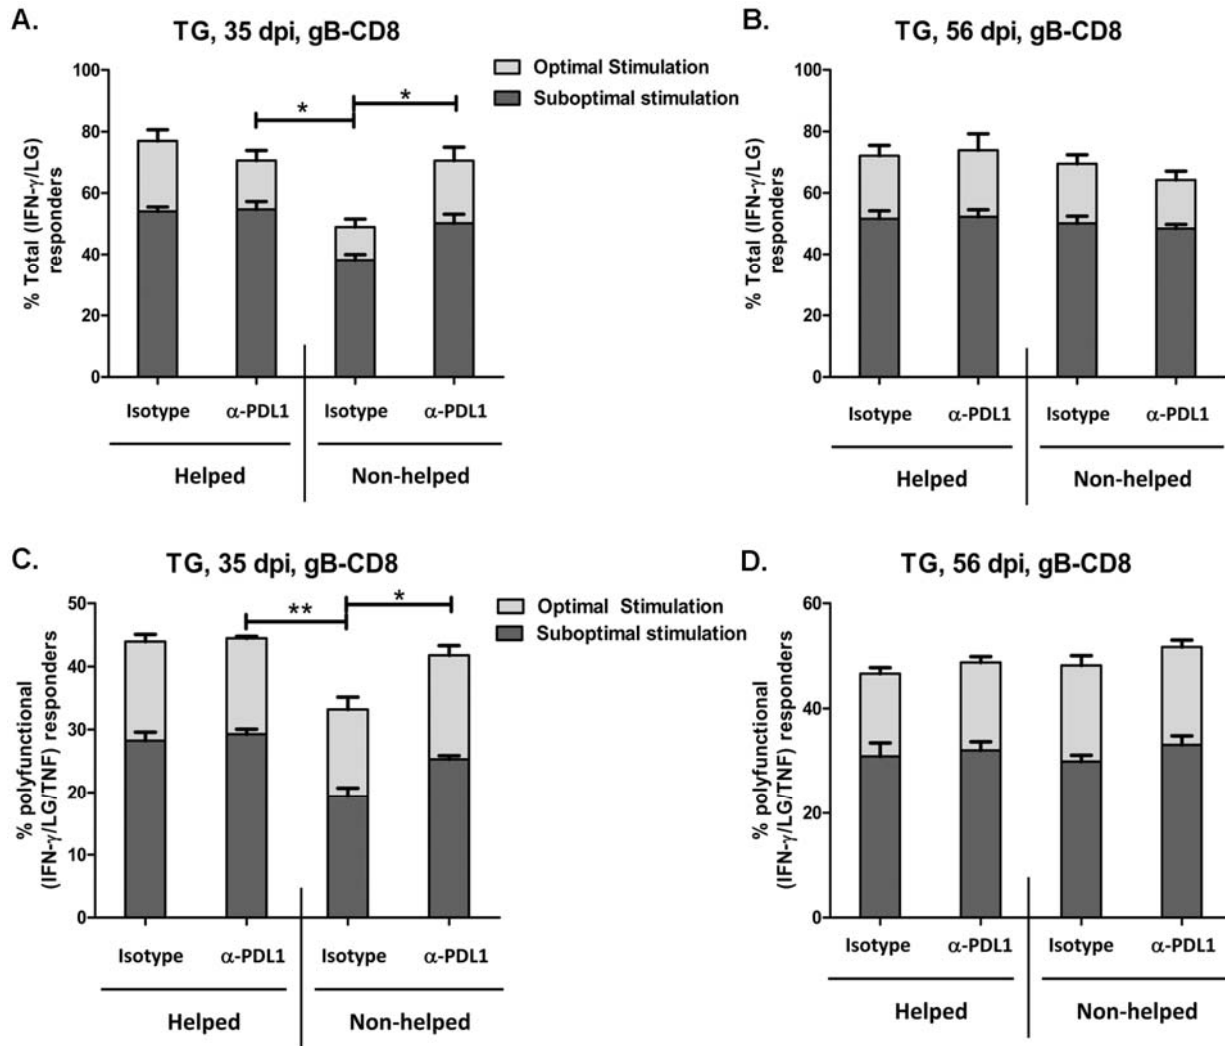 A.
TG, 35 dpi, gB-CD8
Optimal Stimulation
Suboptimal stimulation
% Total (IFN-γ/LG)
responders
100
80
60
40
20
0
*
*
Isotype
α-PDL1
Isotype
α-PDL1
Helped
Non-helped
B.
TG, 56 dpi, gB-CD8
% Total (IFN-γ/LG)
responders
100
80
60
40
20
0
Isotype
α-PDL1
Isotype
α-PDL1
Helped
Non-helped
C.
TG, 35 dpi, gB-CD8
Optimal Stimulation
Suboptimal stimulation
% polyfunctional
(IFN-γ/LG/TNF) responders
50
40
30
20
10
0
**
*
Isotype
α-PDL1
Isotype
α-PDL1
Helped
Non-helped
D.
TG, 56 dpi, gB-CD8
% polyfunctional
(IFN-γ/LG/TNF) responders
60
40
20
0
Isotype
α-PDL1
Isotype
α-PDL1
Helped
Non-helped